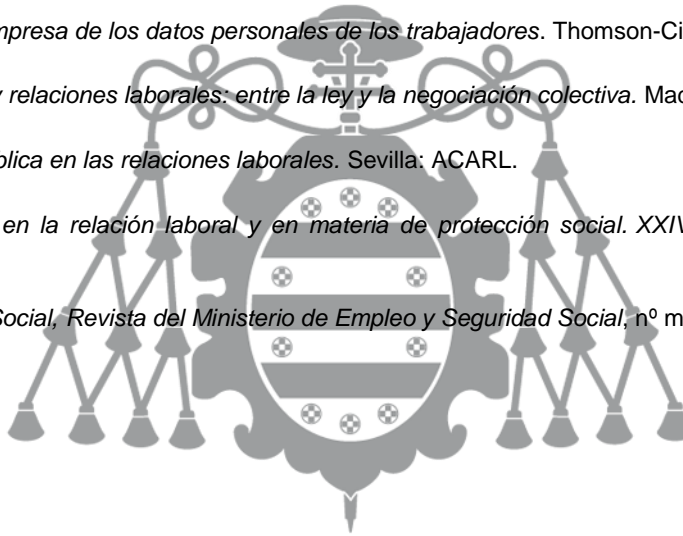 mpresa de los datos personales de los trabajadores. Thomson-Ci
y relaciones laborales: entre la ley y la negociación colectiva. Mad
blica en las relaciones laborales. Sevilla: ACARL.
en la relación laboral y en materia de protección social. XXIV
Social, Revista del Ministerio de Empleo y Seguridad Social, nº m